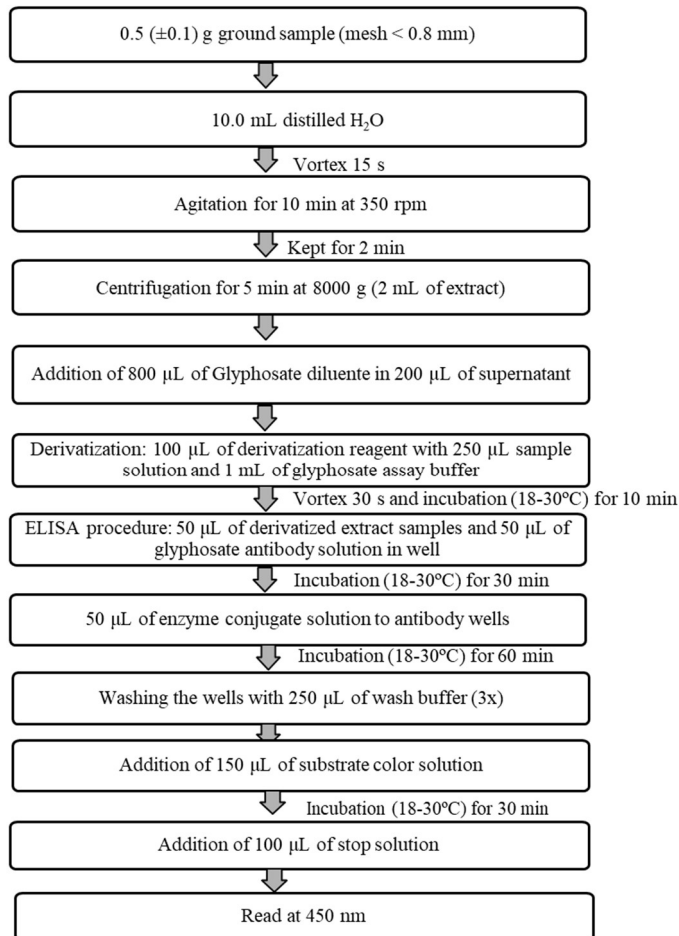 0.5 (±0.1) g ground sample (mesh < 0.8 mm)
10.0 mL distilled H₂O
Vortex 15 s
Agitation for 10 min at 350 rpm
Kept for 2 min
Centrifugation for 5 min at 8000 g (2 mL of extract)
Addition of 800 µL of Glyphosate diluente in 200 µL of supernatant
Derivatization: 100 µL of derivatization reagent with 250 µL sample
solution and 1 mL of glyphosate assay buffer
Vortex 30 s and incubation (18-30ºC) for 10 min
ELISA procedure: 50 µL of derivatized extract samples and 50 µL of
glyphosate antibody solution in well
Incubation (18-30ºC) for 30 min
50 µL of enzyme conjugate solution to antibody wells
Incubation (18-30ºC) for 60 min
Washing the wells with 250 µL of wash buffer (3x)
Addition of 150 µL of substrate color solution
Incubation (18-30ºC) for 30 min
Addition of 100 µL of stop solution
Read at 450 nm